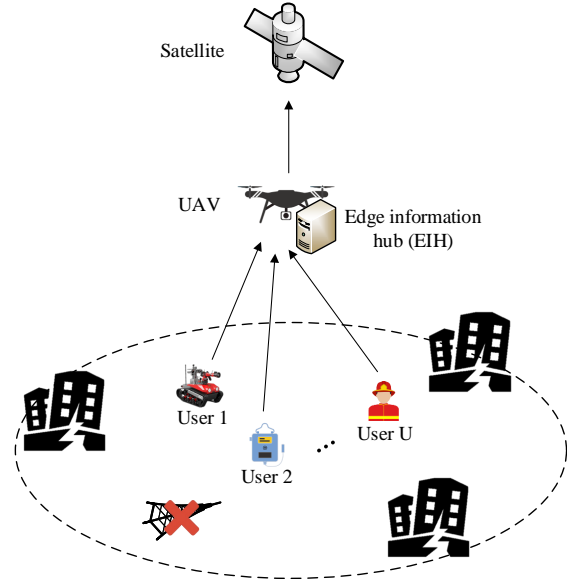 Satellite
UAV
Edge information
hub (EIH)
User 1
User U
User 2
...